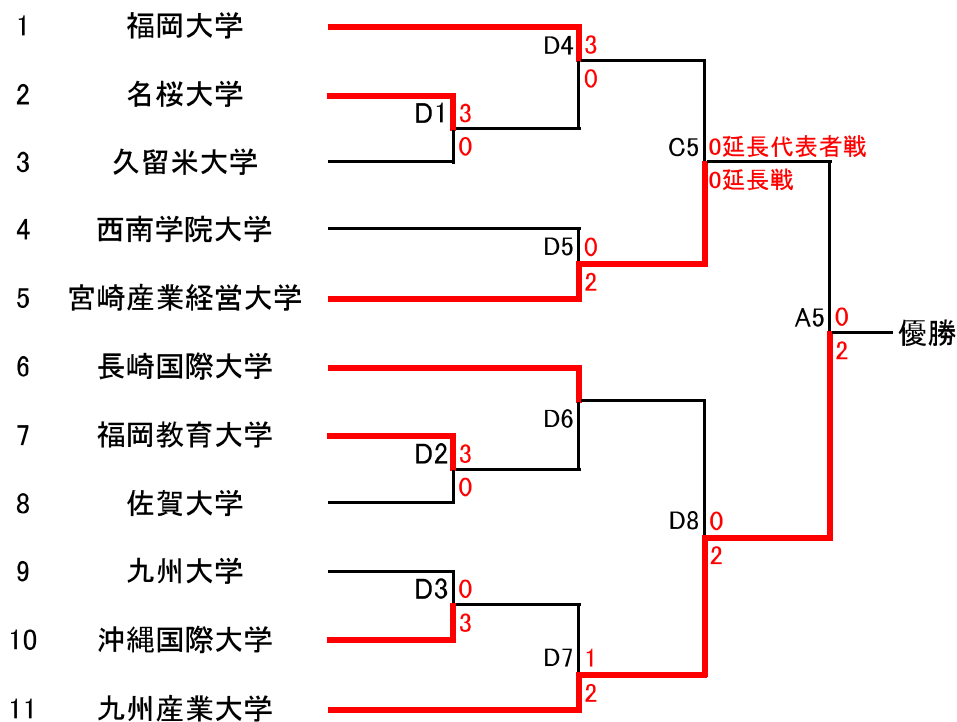 1 福岡大学
D4 3
0
2 名桜大学
D1 3
0
3 久留米大学
C5 0延長代表者戦
0延長戦
4 西南学院大学
D5 0
2
5 宮崎産業経営大学
A5 0
2
優勝
6 長崎国際大学
D6
7 福岡教育大学
D2 3
0
8 佐賀大学
D8 0
2
9 九州大学
D3 0
3
10 沖縄国際大学
D7 1
2
11 九州産業大学